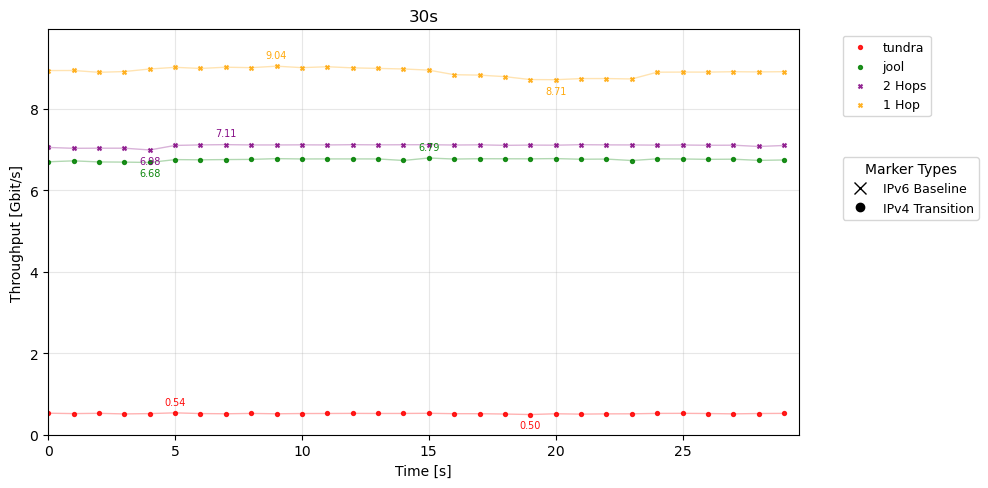 30s
9.04
8.71
7.11
6.98
6.79
6.68
0.54
0.50
8
6
4
2
0
0 5 10 15 20 25
Time [s]
Throughput [Gbit/s]
tundra
jool
2 Hops
1 Hop
Marker Types
IPv6 Baseline
IPv4 Transition